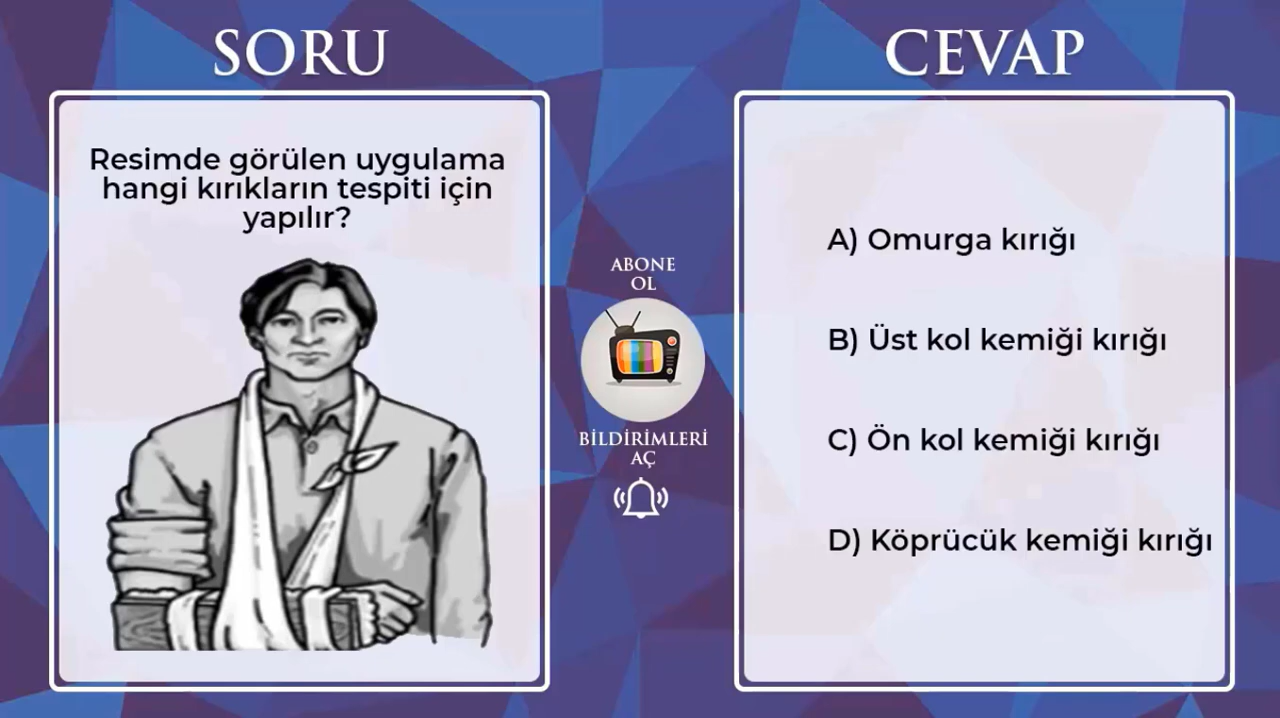 SORU
Resimde görülen uygulama
hangi kırıkların tespiti için
yapılır?
ABONE
OL
BİLDİRİMLERİ
AÇ
CEVAP
A) Omurga kırığı
B) Üst kol kemiği kırığı
C) Ön kol kemiği kırığı
D) Köprücük kemiği kırığı